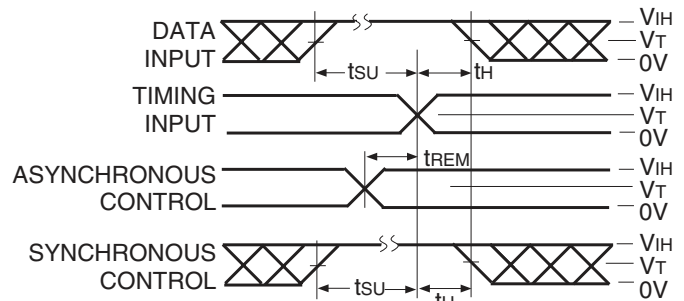 DATA
INPUT
tSU
tH
VIH
VT
0V
TIMING
INPUT
VIH
VT
0V
tREM
ASYNCHRONOUS
CONTROL
VIH
VT
0V
SYNCHRONOUS
CONTROL
tSU
tH
VIH
VT
0V